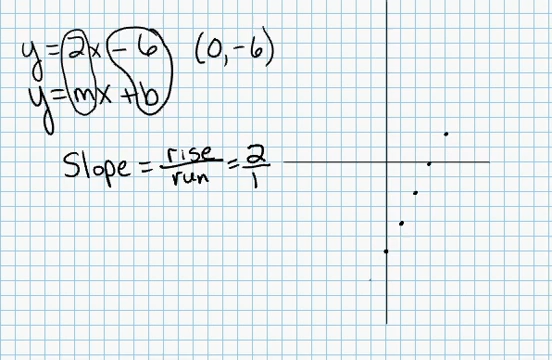 y = 2x - 6 (0, -6)
y = mx + b
Slope = rise/run = 2/1